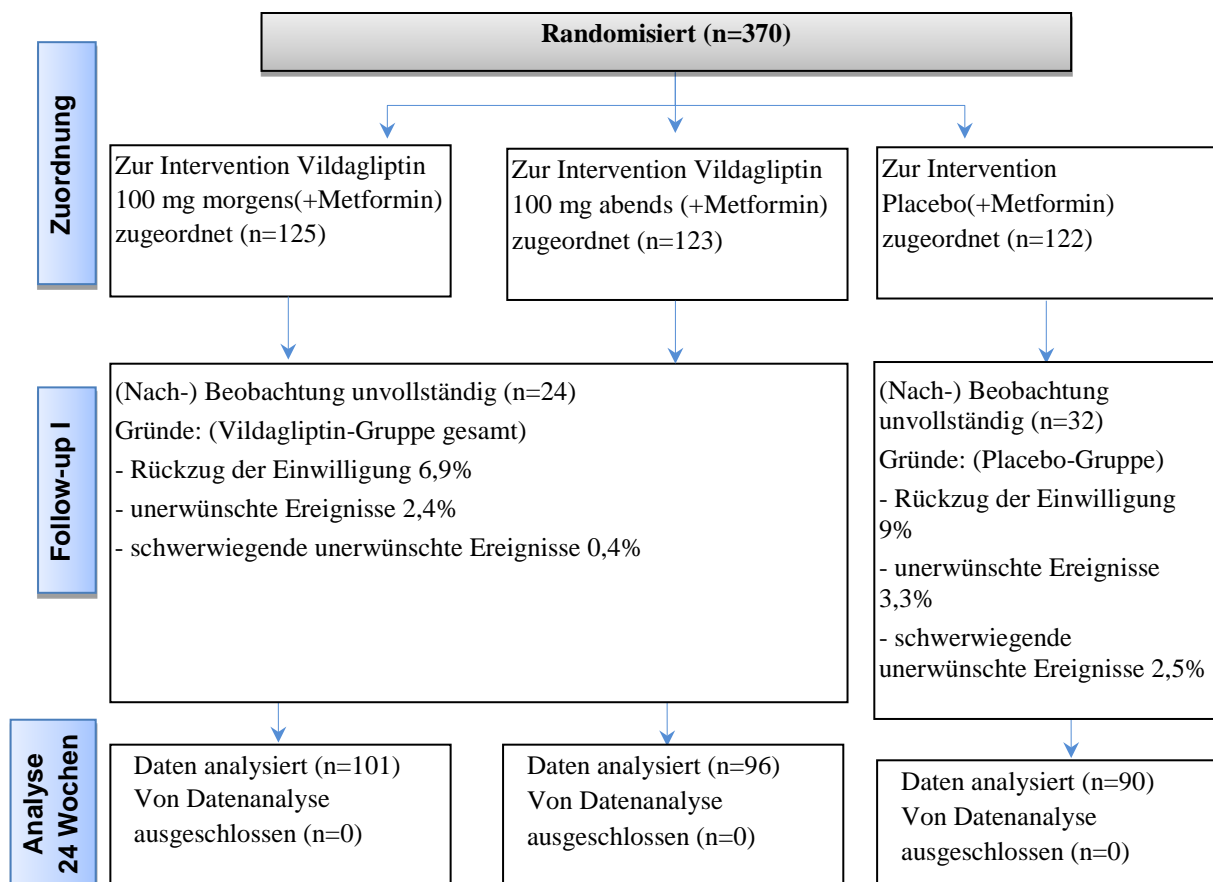 Randomisiert (n=370)
Zuordnung
Zur Intervention Vildagliptin
100 mg morgens(+Metformin)
zugeordnet (n=125)
Zur Intervention Vildagliptin
100 mg abends (+Metformin)
zugeordnet (n=123)
Zur Intervention
Placebo(+Metformin)
zugeordnet (n=122)
Follow-up I
(Nach-) Beobachtung unvollständig (n=24)
Gründe: (Vildagliptin-Gruppe gesamt)
- Rückzug der Einwilligung 6,9%
- unerwünschte Ereignisse 2,4%
- schwerwiegende unerwünschte Ereignisse 0,4%
(Nach-) Beobachtung
unvollständig (n=32)
Gründe: (Placebo-Gruppe)
- Rückzug der Einwilligung
9%
- unerwünschte Ereignisse
3,3%
- schwerwiegende
unerwünschte Ereignisse 2,5%
Analyse
24 Wochen
Daten analysiert (n=101)
Von Datenanalyse
ausgeschlossen (n=0)
Daten analysiert (n=96)
Von Datenanalyse
ausgeschlossen (n=0)
Daten analysiert (n=90)
Von Datenanalyse
ausgeschlossen (n=0)